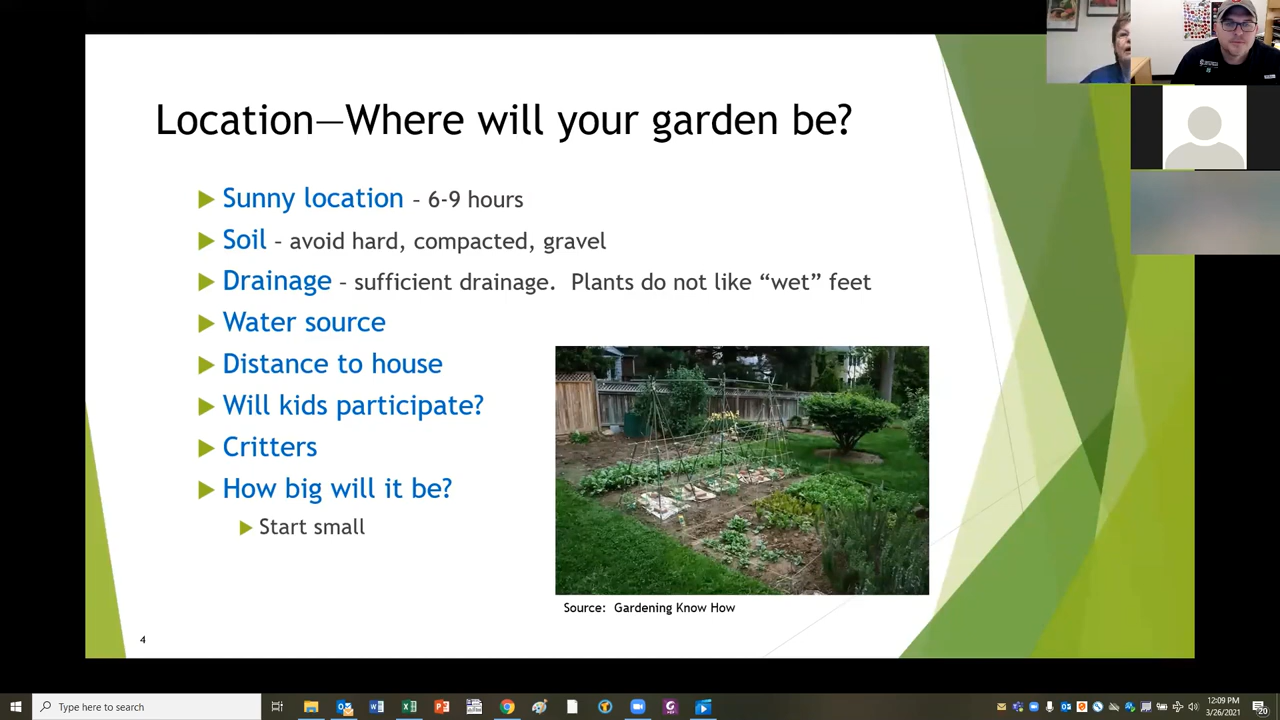 Location—Where will your garden be?
Sunny location – 6-9 hours
Soil – avoid hard, compacted, gravel
Drainage – sufficient drainage.  Plants do not like “wet” feet
Water source
Distance to house
Will kids participate?
Critters
How big will it be?
Start small
Source:  Gardening Know How
4
Type here to search
12:09 PM
3/26/2021
20